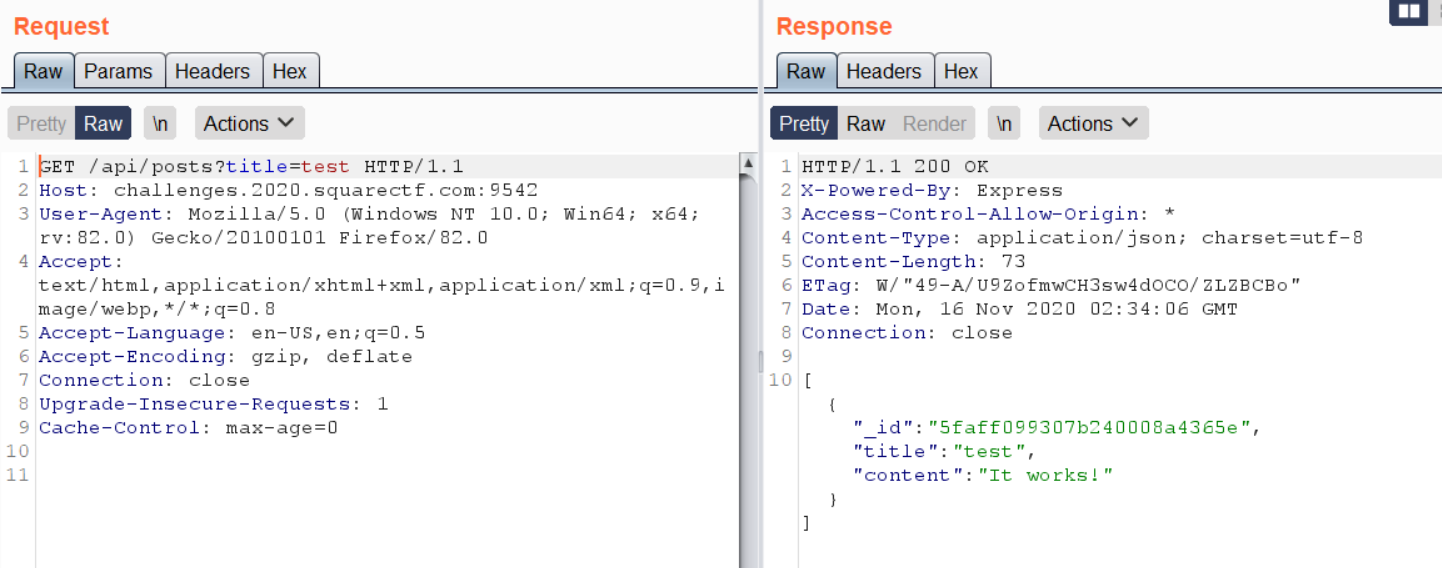 Request
Raw Params Headers Hex
Pretty Raw \n Actions
1 GET /api/posts?title=test HTTP/1.1
2 Host: challenges.2020.squarectf.com:9542
3 User-Agent: Mozilla/5.0 (Windows NT 10.0; Win64; x64;
rv:82.0) Gecko/20100101 Firefox/82.0
4 Accept:
text/html,application/xhtml+xml,application/xml;q=0.9,i
mage/webp,*/*;q=0.8
5 Accept-Language: en-US,en;q=0.5
6 Accept-Encoding: gzip, deflate
7 Connection: close
8 Upgrade-Insecure-Requests: 1
9 Cache-Control: max-age=0
10
11
Response
Raw Headers Hex
Pretty Raw Render \n Actions
1 HTTP/1.1 200 OK
2 X-Powered-By: Express
3 Access-Control-Allow-Origin: *
4 Content-Type: application/json; charset=utf-8
5 Content-Length: 73
6 ETag: W/"49-A/U9ZofmwCH3sw4dOCO/ZLZBCBo"
7 Date: Mon, 16 Nov 2020 02:34:06 GMT
8 Connection: close
9
10 [
{
"_id":"5faff099307b240008a4365e",
"title":"test",
"content":"It works!"
}
]